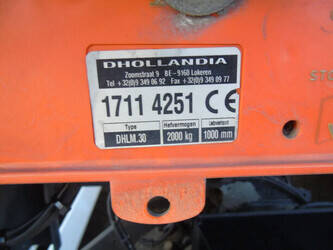 DHOLLANDIA
Zoomstraat 9 BE-9160 Lokeren
Tel +32(0)9 349 06 92 Fax +32(0)9 349 09 77
1711 4251 CE
Type Hefvermogen
DHLM.30 2000 kg 1000 mm